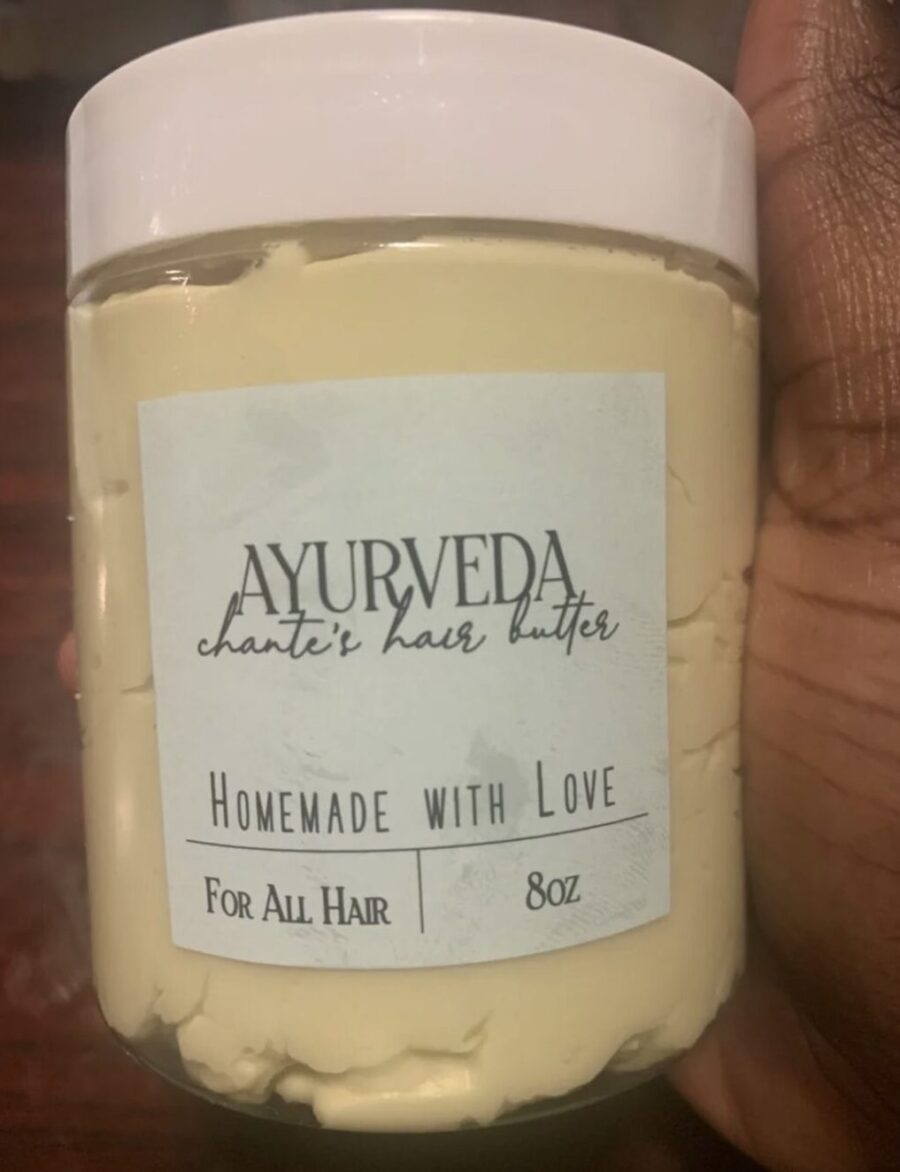 AYURVEDA
chante's hair butter
HOMEMADE WITH LOVE
FOR ALL HAIR
8OZ